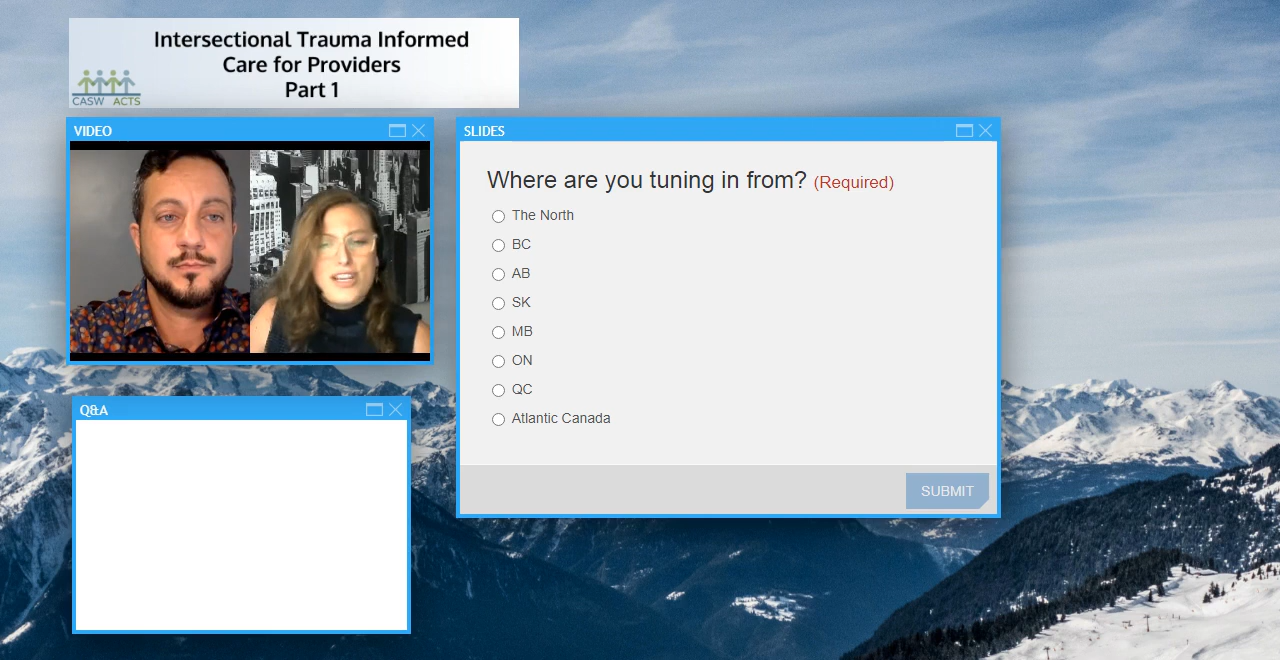 Intersectional Trauma Informed
Care for Providers
Part 1
CASW ACTS
VIDEO
SLIDES
Where are you tuning in from? (Required)
The North
BC
AB
SK
MB
ON
QC
Atlantic Canada
SUBMIT
Q&A